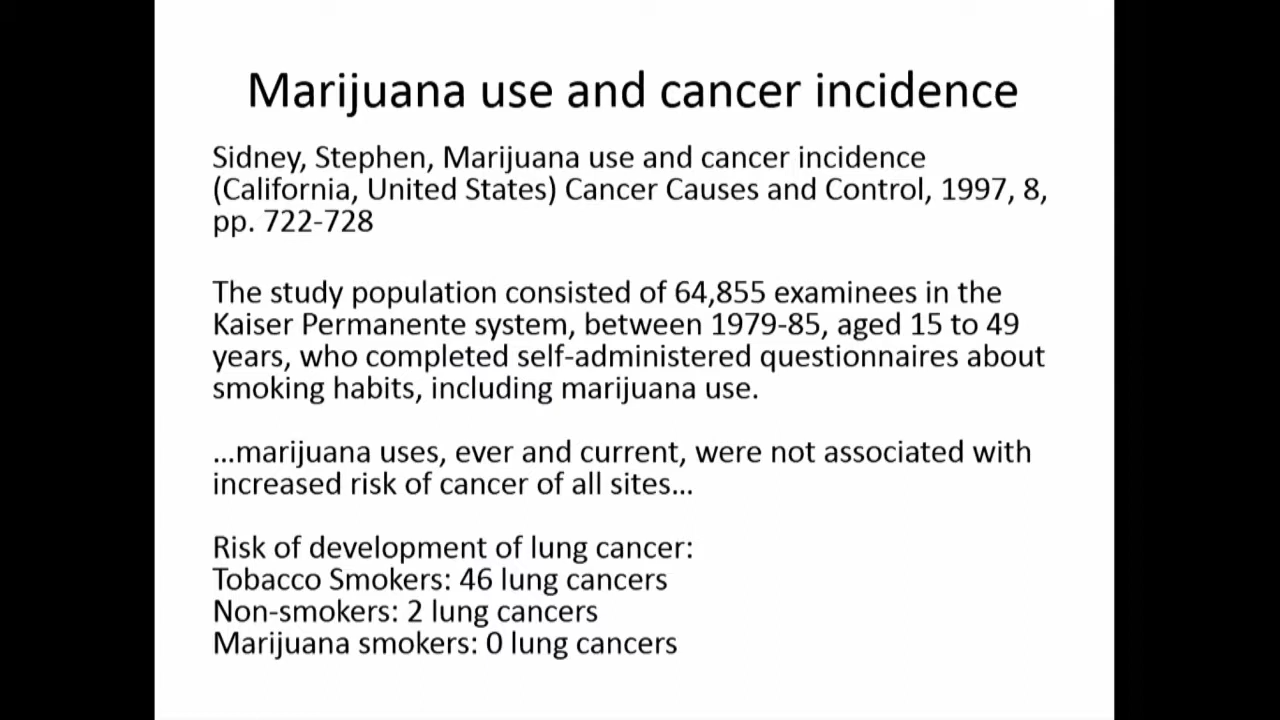 Marijuana use and cancer incidence
Sidney, Stephen, Marijuana use and cancer incidence
(California, United States) Cancer Causes and Control, 1997, 8,
pp. 722-728
The study population consisted of 64,855 examinees in the
Kaiser Permanente system, between 1979-85, aged 15 to 49
years, who completed self-administered questionnaires about
smoking habits, including marijuana use.
...marijuana uses, ever and current, were not associated with
increased risk of cancer of all sites...
Risk of development of lung cancer:
Tobacco Smokers: 46 lung cancers
Non-smokers: 2 lung cancers
Marijuana smokers: 0 lung cancers